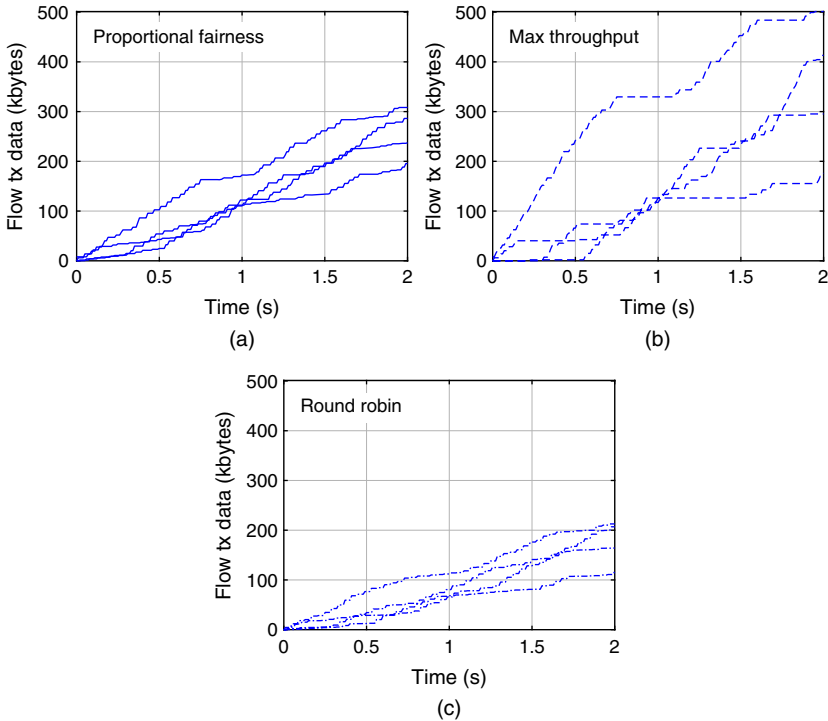 Proportional fairness
Flow tx data (kbytes)
500
400
300
200
100
0
0 0.5 1 1.5 2
Time (s)
(a)
Max throughput
Flow tx data (kbytes)
500
400
300
200
100
0
0 0.5 1 1.5 2
Time (s)
(b)
Round robin
Flow tx data (kbytes)
500
400
300
200
100
0
0 0.5 1 1.5 2
Time (s)
(c)